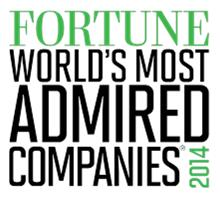 FORTUNE
WORLD'S MOST
ADMIRED
COMPANIES®
2014